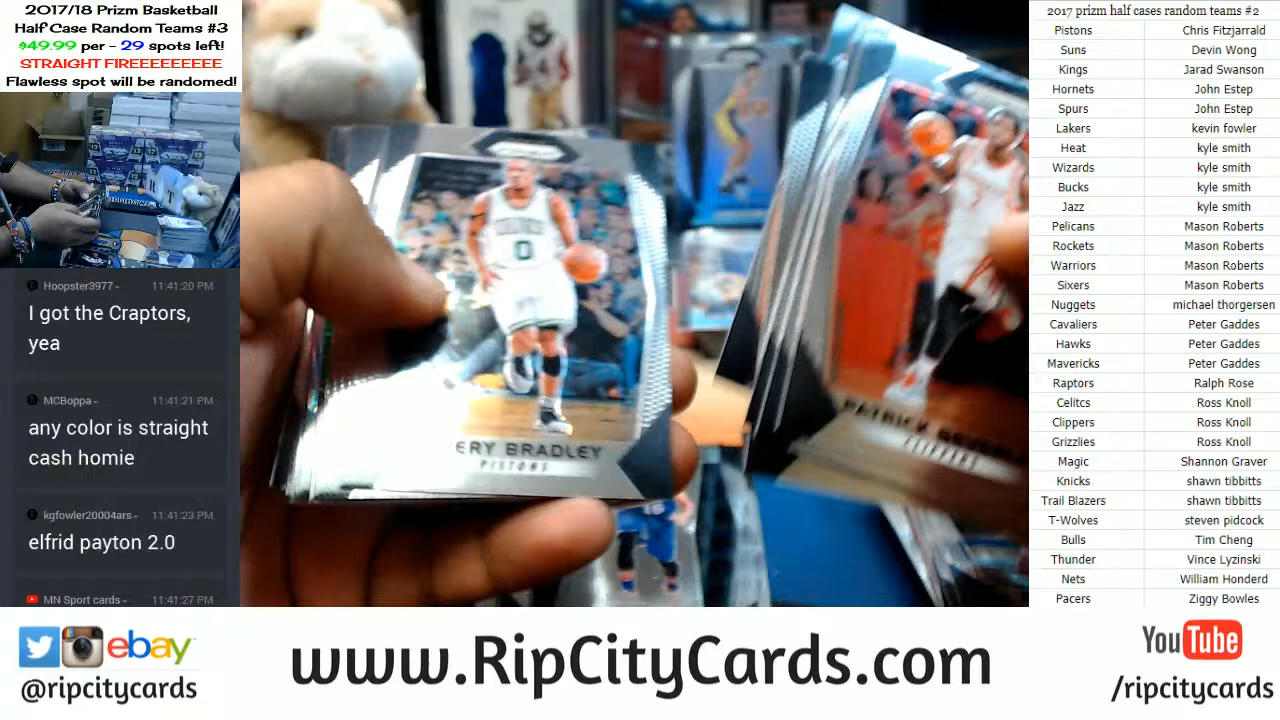 2017/18 Prizm Basketball
Half Case Random Teams #3
$49.99 per - 29 spots left!
STRAIGHT FIREEEEEEEEE
Flawless spot will be randomed!
Hoopster3977- 11:41:20 PM
I got the Craptors,
yea
MCBoppa- 11:41:21 PM
any color is straight
cash homie
kgfowler20004ars- 11:41:23 PM
elfrid payton 2.0
MN Sport cards- 11:41:27 PM
0
ERY BRADLEY
PISTONS
PATRICK
CLIPPERS
2017 prizm half cases random teams #2
Pistons Chris Fitzjarrald
Suns Devin Wong
Kings Jarad Swanson
Hornets John Estep
Spurs John Estep
Lakers kevin fowler
Heat kyle smith
Wizards kyle smith
Bucks kyle smith
Jazz kyle smith
Pelicans Mason Roberts
Rockets Mason Roberts
Warriors Mason Roberts
Sixers Mason Roberts
Nuggets michael thorgersen
Cavaliers Peter Gaddes
Hawks Peter Gaddes
Mavericks Peter Gaddes
Raptors Ralph Rose
Celitcs Ross Knoll
Clippers Ross Knoll
Grizzlies Ross Knoll
Magic Shannon Graver
Knicks shawn tibbitts
Trail Blazers shawn tibbitts
T-Wolves steven pidcock
Bulls Tim Cheng
Thunder Vince Lyzinski
Nets William Honderd
Pacers Ziggy Bowles
ebay
@ripcitycards
www.RipCityCards.com
YouTube
/ripcitycards